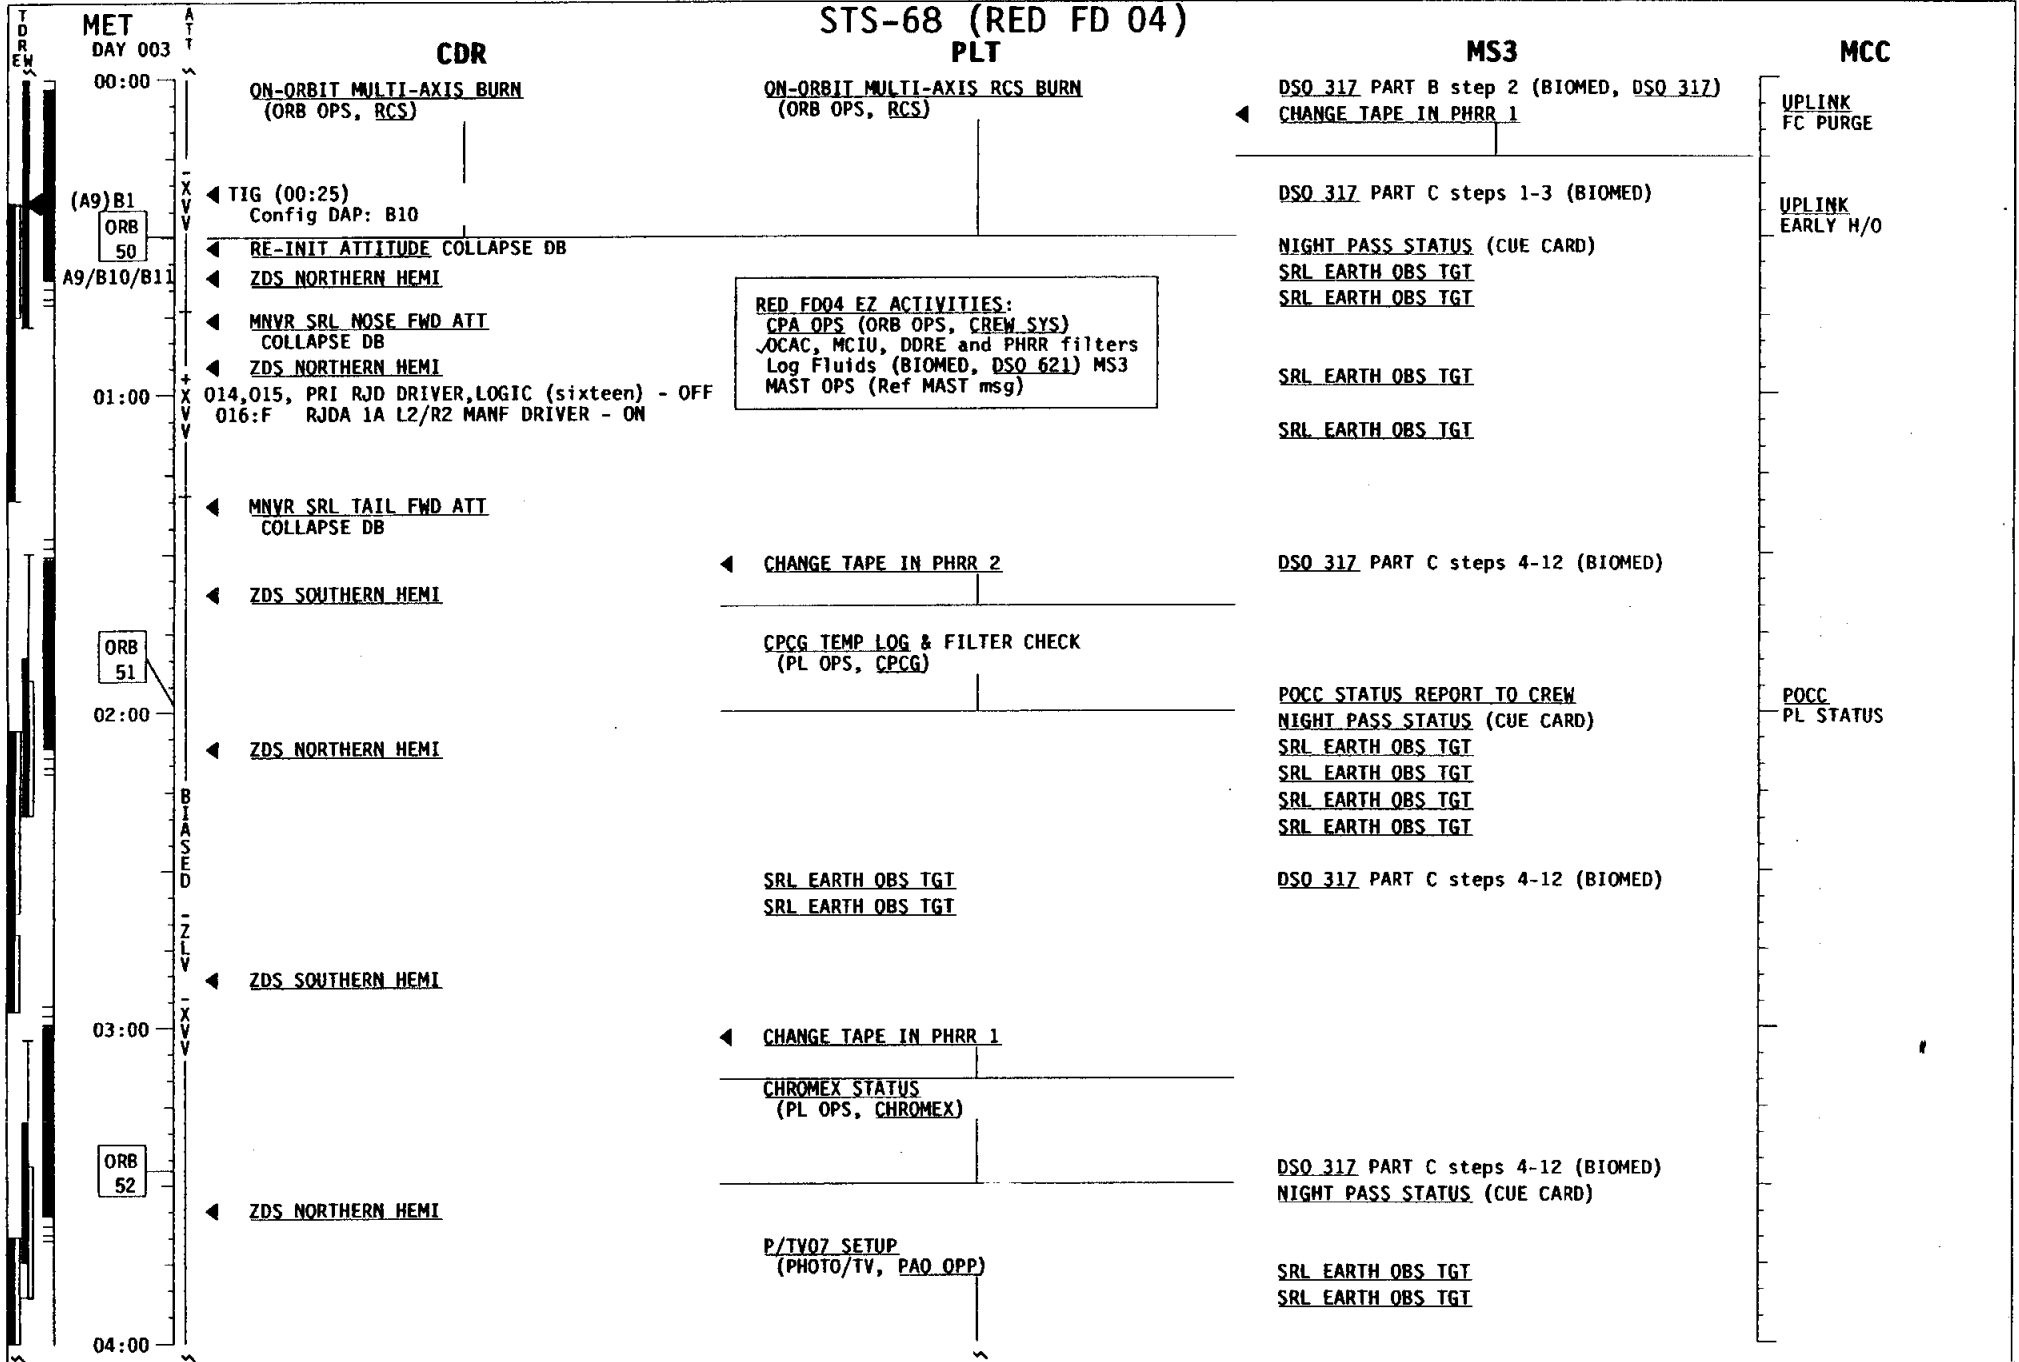 STS-68 (RED FD 04)
TDRE W
MET
DAY 003
ATT
CDR
PLT
MS3
MCC
00:00
(A9)B1
ORB
50
A9/B10/B11
01:00
ORB
51
02:00
03:00
ORB
52
04:00
-XVV
+XVV
BIASED -ZLV -XVV
ON-ORBIT MULTI-AXIS BURN
(ORB OPS, RCS)
TIG (00:25)
Config DAP: B10
RE-INIT ATTITUDE COLLAPSE DB
ZDS NORTHERN HEMI
MNVR SRL NOSE FWD ATT
COLLAPSE DB
ZDS NORTHERN HEMI
O14,O15, PRI RJD DRIVER,LOGIC (sixteen) - OFF
O16:F RJDA 1A L2/R2 MANF DRIVER - ON
MNVR SRL TAIL FWD ATT
COLLAPSE DB
ZDS SOUTHERN HEMI
ZDS NORTHERN HEMI
ZDS SOUTHERN HEMI
ZDS NORTHERN HEMI
ON-ORBIT MULTI-AXIS RCS BURN
(ORB OPS, RCS)
RED FD04 EZ ACTIVITIES:
CPA OPS (ORB OPS, CREW SYS)
✓OCAC, MCIU, DDRE and PHRR filters
Log Fluids (BIOMED, DSO 621) MS3
MAST OPS (Ref MAST msg)
CHANGE TAPE IN PHRR 2
CPCG TEMP LOG & FILTER CHECK
(PL OPS, CPCG)
SRL EARTH OBS TGT
SRL EARTH OBS TGT
CHANGE TAPE IN PHRR 1
CHROMEX STATUS
(PL OPS, CHROMEX)
P/TV07 SETUP
(PHOTO/TV, PAO OPP)
DSO 317 PART B step 2 (BIOMED, DSO 317)
CHANGE TAPE IN PHRR 1
DSO 317 PART C steps 1-3 (BIOMED)
NIGHT PASS STATUS (CUE CARD)
SRL EARTH OBS TGT
SRL EARTH OBS TGT
SRL EARTH OBS TGT
SRL EARTH OBS TGT
DSO 317 PART C steps 4-12 (BIOMED)
POCC STATUS REPORT TO CREW
NIGHT PASS STATUS (CUE CARD)
SRL EARTH OBS TGT
SRL EARTH OBS TGT
SRL EARTH OBS TGT
SRL EARTH OBS TGT
DSO 317 PART C steps 4-12 (BIOMED)
DSO 317 PART C steps 4-12 (BIOMED)
NIGHT PASS STATUS (CUE CARD)
SRL EARTH OBS TGT
SRL EARTH OBS TGT
UPLINK
FC PURGE
UPLINK
EARLY H/O
POCC
PL STATUS